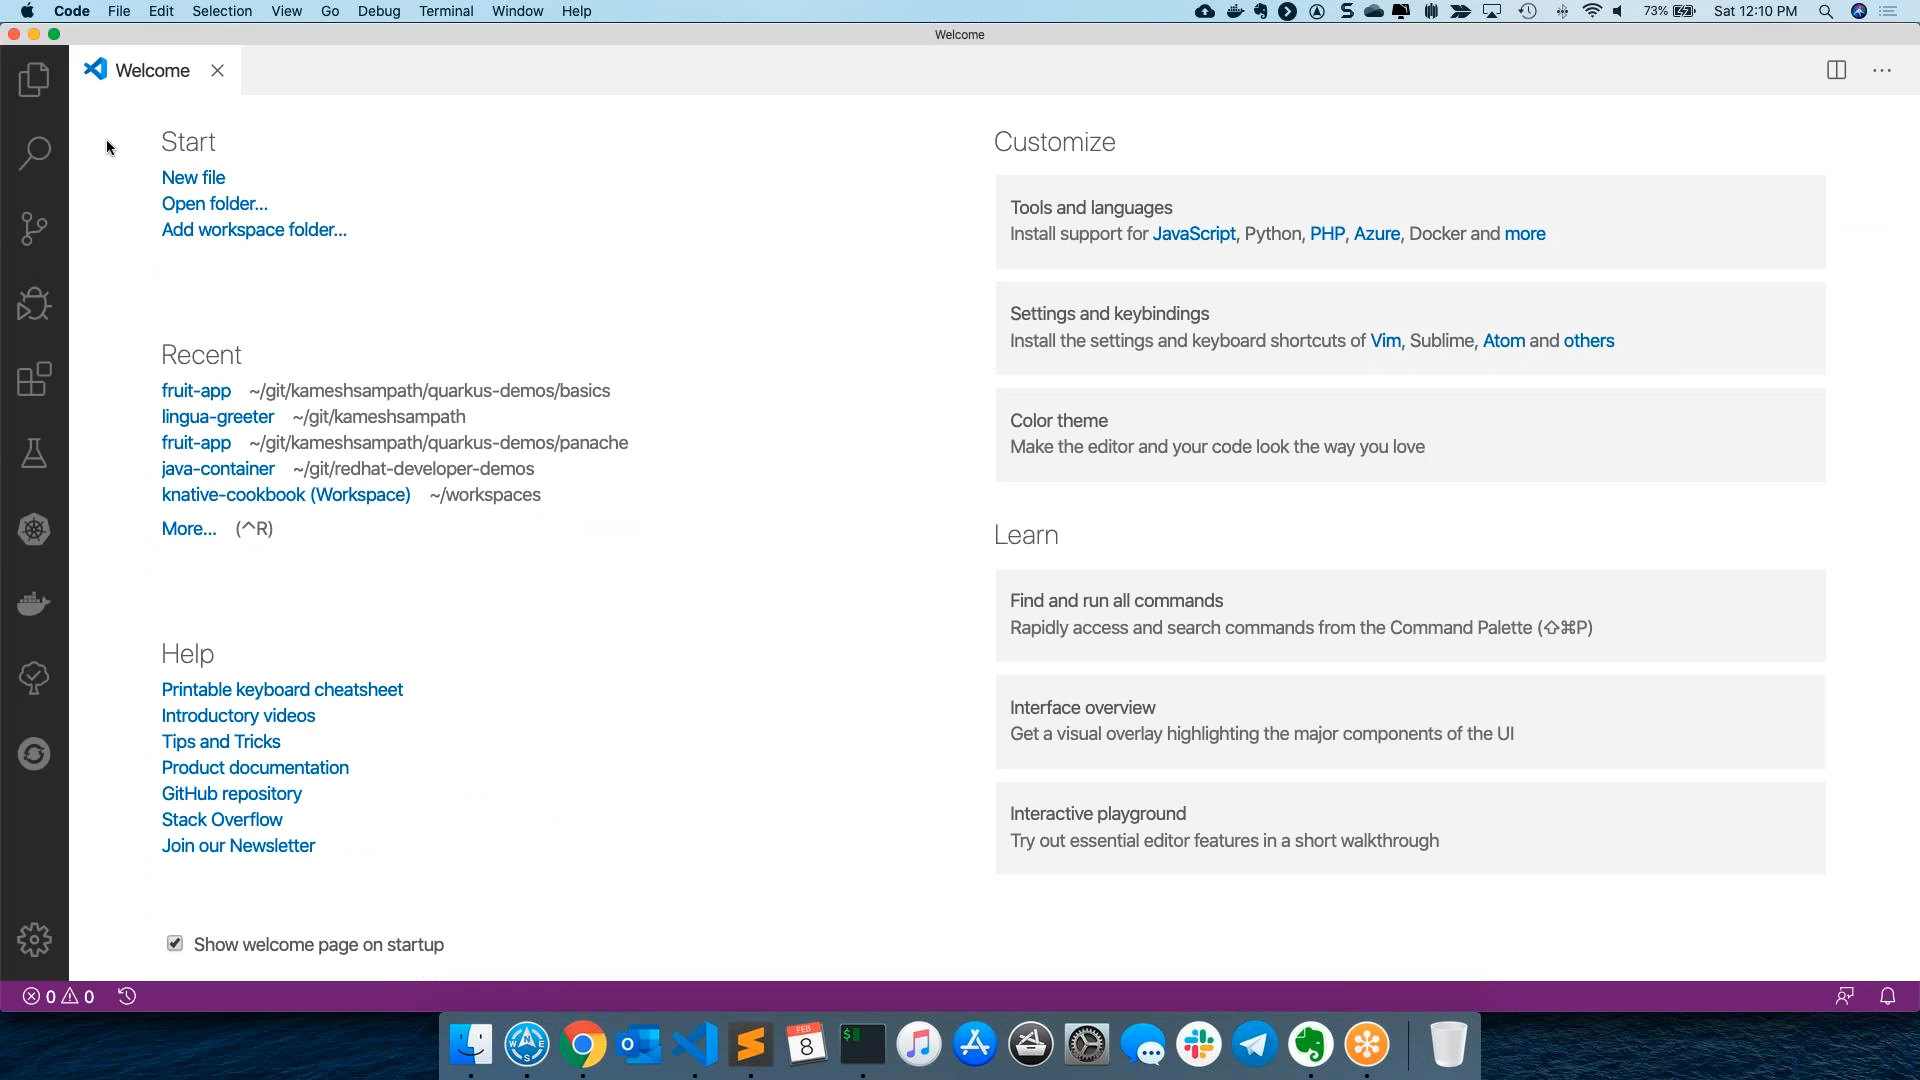 Code File Edit Selection View Go Debug Terminal Window Help 73% Sat 12:10 PM
Welcome
Welcome
Start
New file
Open folder...
Add workspace folder...
Recent
fruit-app ~/git/kameshsampath/quarkus-demos/basics
lingua-greeter ~/git/kameshsampath
fruit-app ~/git/kameshsampath/quarkus-demos/panache
java-container ~/git/redhat-developer-demos
knative-cookbook (Workspace) ~/workspaces
More... (^R)
Help
Printable keyboard cheatsheet
Introductory videos
Tips and Tricks
Product documentation
GitHub repository
Stack Overflow
Join our Newsletter
Show welcome page on startup
Customize
Tools and languages
Install support for JavaScript, Python, PHP, Azure, Docker and more
Settings and keybindings
Install the settings and keyboard shortcuts of Vim, Sublime, Atom and others
Color theme
Make the editor and your code look the way you love
Learn
Find and run all commands
Rapidly access and search commands from the Command Palette (⇧⌘P)
Interface overview
Get a visual overlay highlighting the major components of the UI
Interactive playground
Try out essential editor features in a short walkthrough
0 0
FEB
8